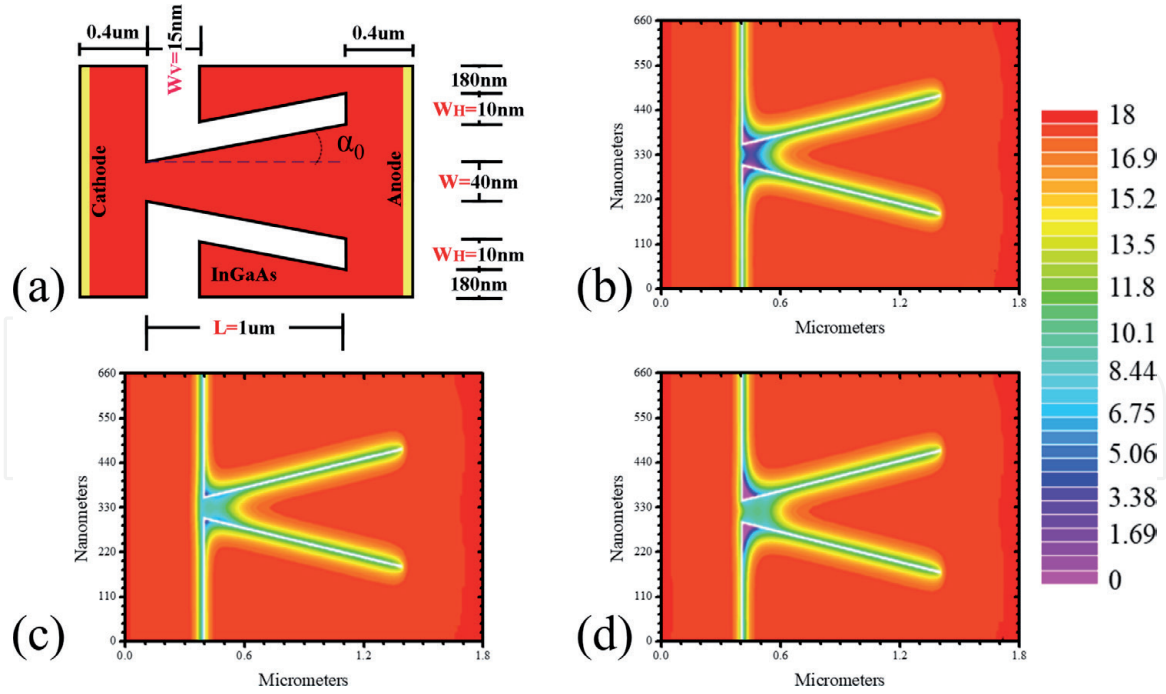 (a)
0.4um
Wv=15nm
0.4um
180nm
WH=10nm
α0
W=40nm
WH=10nm
180nm
Cathode
Anode
InGaAs
L=1um
(b)
660
550
440
330
220
110
0
Nanometers
0.0 0.6 1.2 1.8
Micrometers
18
16.9
15.2
13.5
11.8
10.1
8.44
6.75
5.06
3.38
1.69
0
(c)
660
550
440
330
220
110
0
Nanometers
0.0 0.6 1.2 1.8
Micrometers
(d)
660
550
440
330
220
110
0
Nanometers
0.0 0.6 1.2 1.8
Micrometers